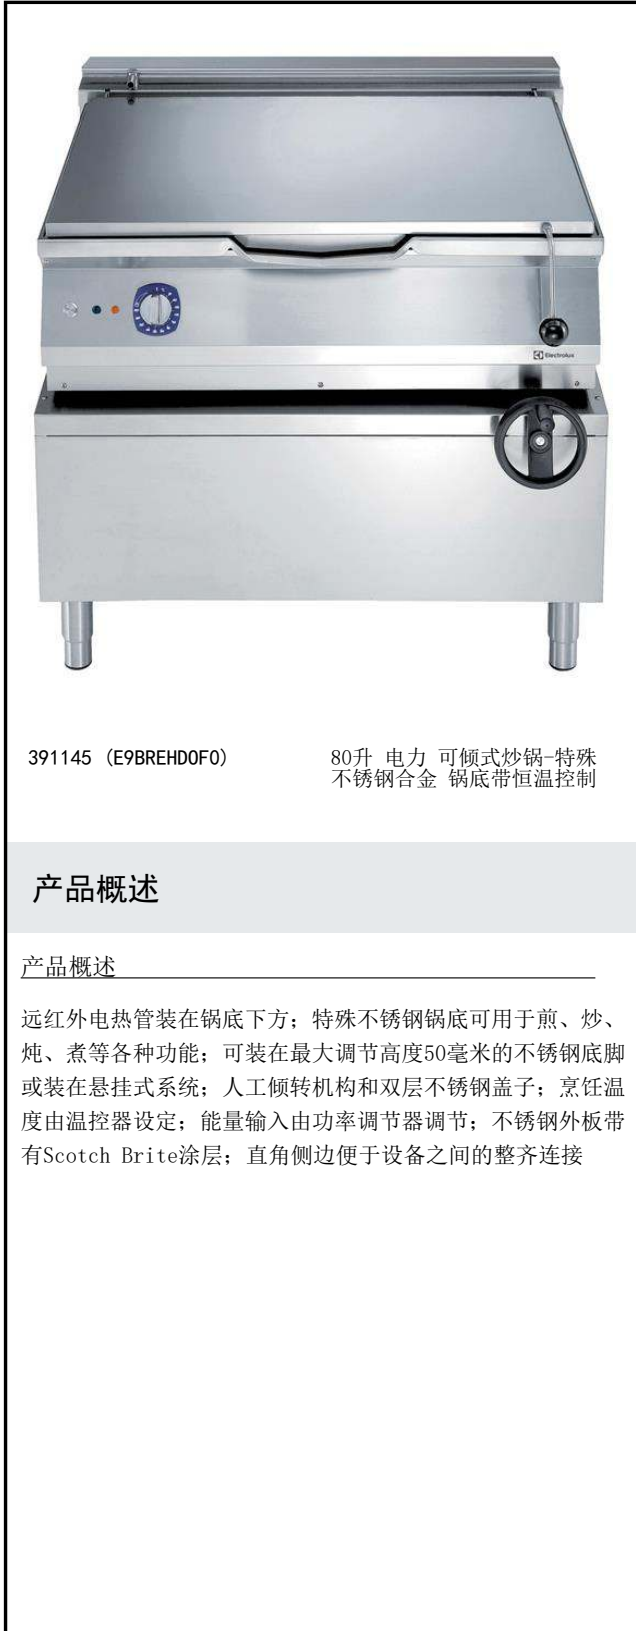 Electrolux
391145 (E9BREHDOFO)
80升 电力 可倾式炒锅-特殊
不锈钢合金 锅底带恒温控制
产品概述
产品概述
远红外电热管装在锅底下方；特殊不锈钢锅底可用于煎、炒、
炖、煮等各种功能；可装在最大调节高度50毫米的不锈钢底脚
或装在悬挂式系统；人工倾转机构和双层不锈钢盖子；烹饪温
度由温控器设定；能量输入由功率调节器调节；不锈钢外板带
有Scotch Brite涂层；直角侧边便于设备之间的整齐连接